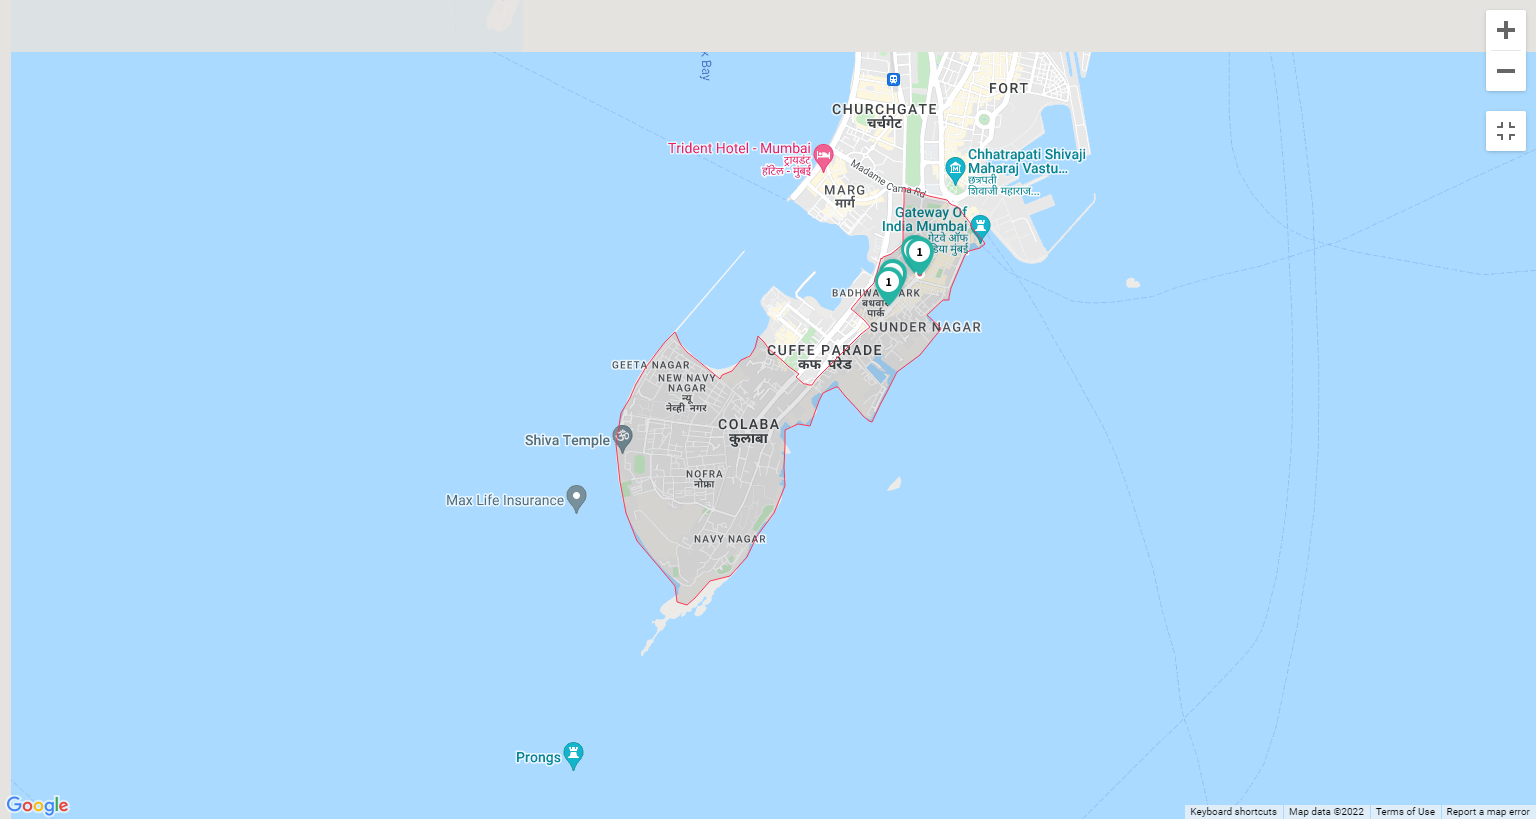 k Bay
FORT
CHURCHGATE
चर्चगेट
Trident Hotel - Mumbai
ट्रायडंट
हॉटेल - मुंबई
Chhatrapati Shivaji
Maharaj Vastu...
छत्रपती
शिवाजी महाराज...
Madame Cama Rd
MARG
मार्ग
Gateway Of
India Mumbai
गेटवे ऑफ
मुंबई
1
1
बधवार
पार्क
SUNDER NAGAR
CUFFE PARADE
कफ परेड
GEETA NAGAR
NEW NAVY
NAGAR
न्यू
नेव्ही नगर
COLABA
कुलाबा
Shiva Temple
NOFRA
नोफ्रा
Max Life Insurance
NAVY NAGAR
Prongs
Google
Keyboard shortcuts
Map data ©2022
Terms of Use
Report a map error